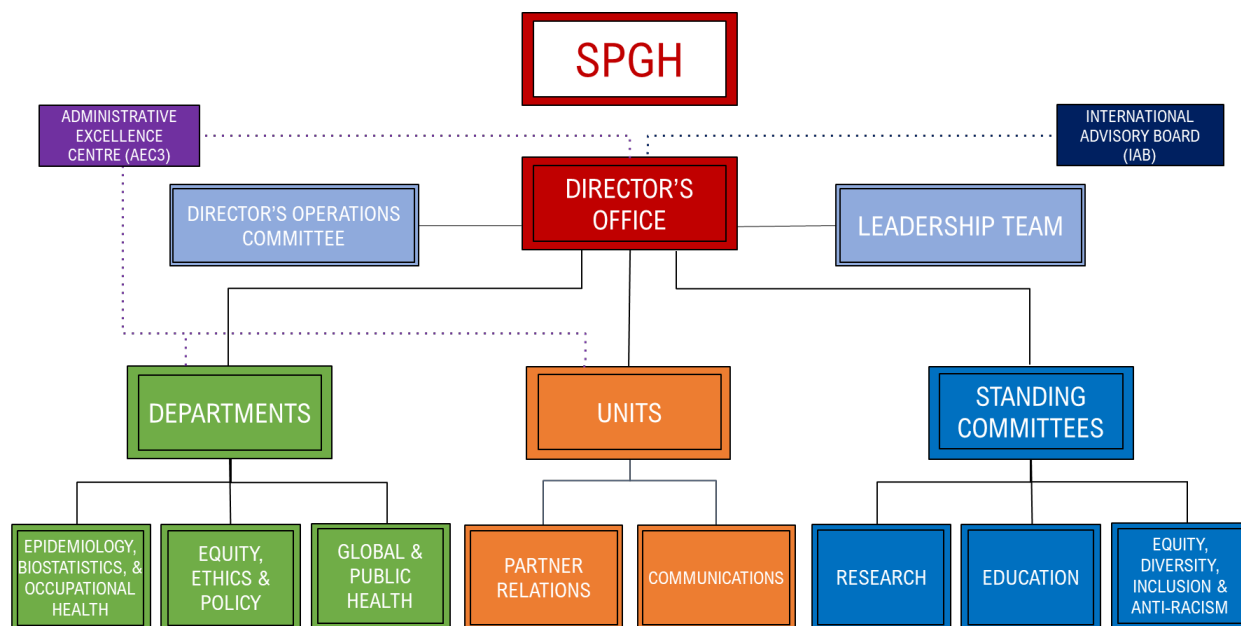 SPGH
ADMINISTRATIVE
EXCELLENCE
CENTRE (AEC3)
INTERNATIONAL
ADVISORY BOARD
(IAB)
DIRECTOR'S
OFFICE
DIRECTOR'S OPERATIONS
COMMITTEE
LEADERSHIP TEAM
DEPARTMENTS
UNITS
STANDING
COMMITTEES
EPIDEMIOLOGY,
BIOSTATISTICS, &
OCCUPATIONAL
HEALTH
EQUITY,
ETHICS &
POLICY
GLOBAL &
PUBLIC
HEALTH
PARTNER
RELATIONS
COMMUNICATIONS
RESEARCH
EDUCATION
EQUITY,
DIVERSITY,
INCLUSION &
ANTI-RACISM